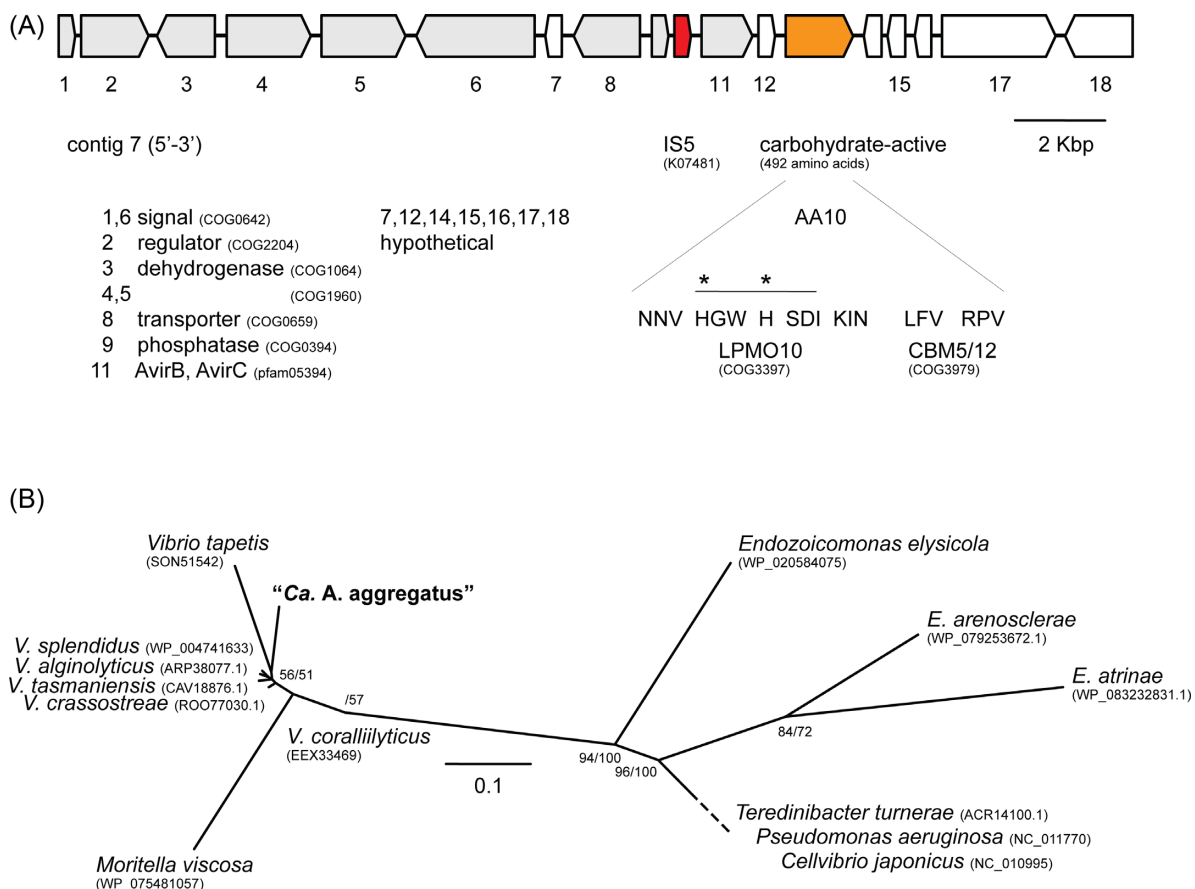 (A)
1 2 3 4 5 6 7 8 11 12 15 17 18
contig 7 (5’-3’)
IS5
(K07481)
carbohydrate-active
(492 amino acids)
2 Kbp
1,6 signal (COG0642)
2 regulator (COG2204)
3 dehydrogenase (COG1064)
4,5 (COG1960)
8 transporter (COG0659)
9 phosphatase (COG0394)
11 AvirB, AvirC (pfam05394)
7,12,14,15,16,17,18
hypothetical
AA10
* *
NNV HGW H SDI KIN LFV RPV
LPMO10
(COG3397)
CBM5/12
(COG3979)
(B)
Vibrio tapetis
(SON51542)
“Ca. A. aggregatus”
V. splendidus (WP_004741633)
V. alginolyticus (ARP38077.1)
V. tasmaniensis (CAV18876.1)
V. crassostreae (ROO77030.1)
56/51
/57
V. coralliilyticus
(EEX33469)
Moritella viscosa
(WP_075481057)
0.1
Endozoicomonas elysicola
(WP_020584075)
E. arenosclerae
(WP_079253672.1)
E. atrinae
(WP_083232831.1)
84/72
94/100
96/100
Teredinibacter turnerae (ACR14100.1)
Pseudomonas aeruginosa (NC_011770)
Cellvibrio japonicus (NC_010995)